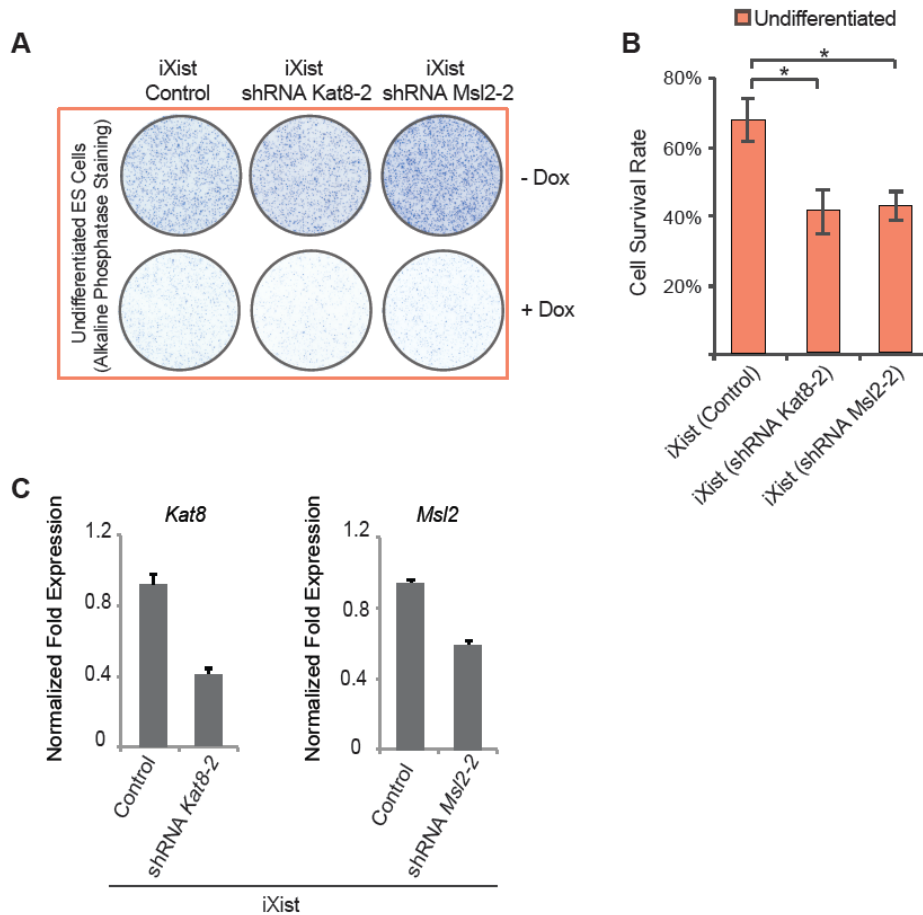 A
iXist
Control
iXist
shRNA Kat8-2
iXist
shRNA Msl2-2
Undifferentiated ES Cells
(Alkaline Phosphatase Staining)
- Dox
+ Dox
B
Undifferentiated
*
*
Cell Survival Rate
80%
60%
40%
20%
iXist (Control)
iXist (shRNA Kat8-2)
iXist (shRNA Msl2-2)
C
Kat8
Normalized Fold Expression
1.2
0.8
0.4
0
Control
shRNA Kat8-2
Msl2
Normalized Fold Expression
1.2
0.8
0.4
0
Control
shRNA Msl2-2
iXist